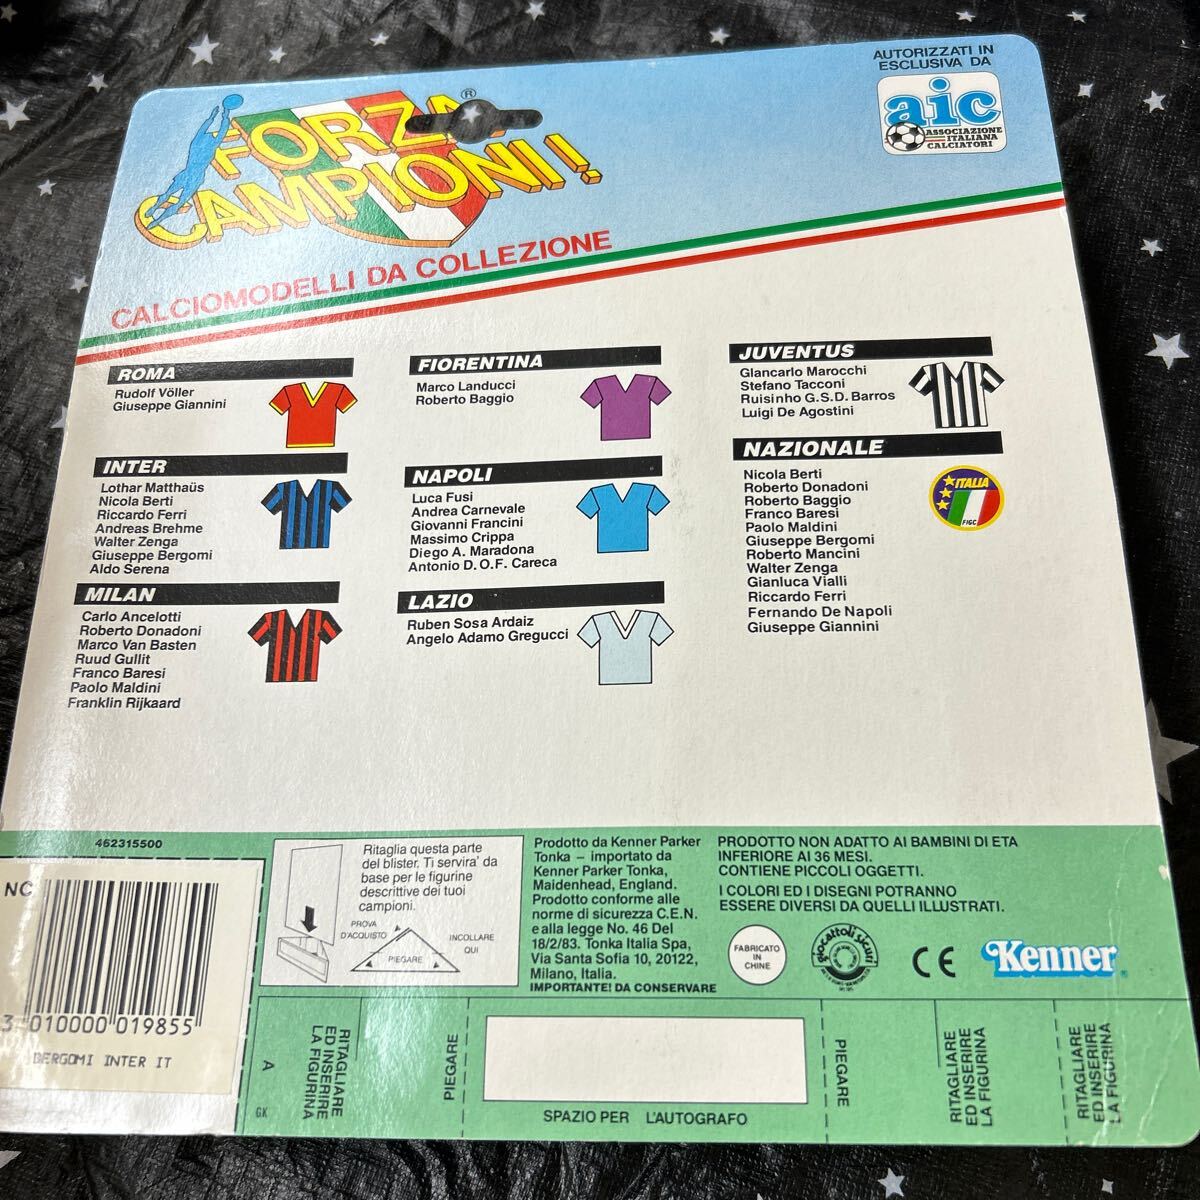 AUTORIZZATI IN
ESCLUSIVA DA
aic
ASSOCIAZIONE
ITALIANA
CALCIATORI
FORZA
CAMPIONI!
®
CALCIOMODELLI DA COLLEZIONE
ROMA
Rudolf Völler
Giuseppe Giannini
INTER
Lothar Matthaüs
Nicola Berti
Riccardo Ferri
Andreas Brehme
Walter Zenga
Giuseppe Bergomi
Aldo Serena
MILAN
Carlo Ancelotti
Roberto Donadoni
Marco Van Basten
Ruud Gullit
Franco Baresi
Paolo Maldini
Franklin Rijkaard
FIORENTINA
Marco Landucci
Roberto Baggio
NAPOLI
Luca Fusi
Andrea Carnevale
Giovanni Francini
Massimo Crippa
Diego A. Maradona
Antonio D. O.F. Careca
LAZIO
Ruben Sosa Ardaiz
Angelo Adamo Gregucci
JUVENTUS
Giancarlo Marocchi
Stefano Tacconi
Ruisinho G.S.D. Barros
Luigi De Agostini
NAZIONALE
Nicola Berti
Roberto Donadoni
Roberto Baggio
Franco Baresi
Paolo Maldini
Giuseppe Bergomi
Roberto Mancini
Walter Zenga
Gianluca Vialli
Riccardo Ferri
Fernando De Napoli
Giuseppe Giannini
ITALIA
FIGC
462315500
NC
3 010000 019855
BERGOMI INTER IT
Ritaglia questa parte
del blister. Ti servira' da
base per le figurine
descrittive dei tuoi
campioni.
PROVA
D'ACQUISTO
INCOLLARE
QUI
PIEGARE
Prodotto da Kenner Parker
Tonka – importato da
Kenner Parker Tonka,
Maidenhead, England.
Prodotto conforme alle
norme di sicurezza C.E.N.
e alla legge No. 46 Del
18/2/83. Tonka Italia Spa,
Via Santa Sofia 10, 20122,
Milano, Italia.
IMPORTANTE! DA CONSERVARE
PRODOTTO NON ADATTO AI BAMBINI DI ETA
INFERIORE AI 36 MESI.
CONTIENE PICCOLI OGGETTI.
I COLORI ED I DISEGNI POTRANNO
ESSERE DIVERSI DA QUELLI ILLUSTRATI.
FABRICATO
IN
CHINE
giocattoli sicuri
CE
Kenner
A
GK
RITAGLIARE
ED INSERIRE
LA FIGURINA
PIEGARE
SPAZIO PER L'AUTOGRAFO
PIEGARE
RITAGLIARE
ED INSERIRE
LA FIGURINA
RITAGLIARE
ED INSERIRE
LA FIGURINA